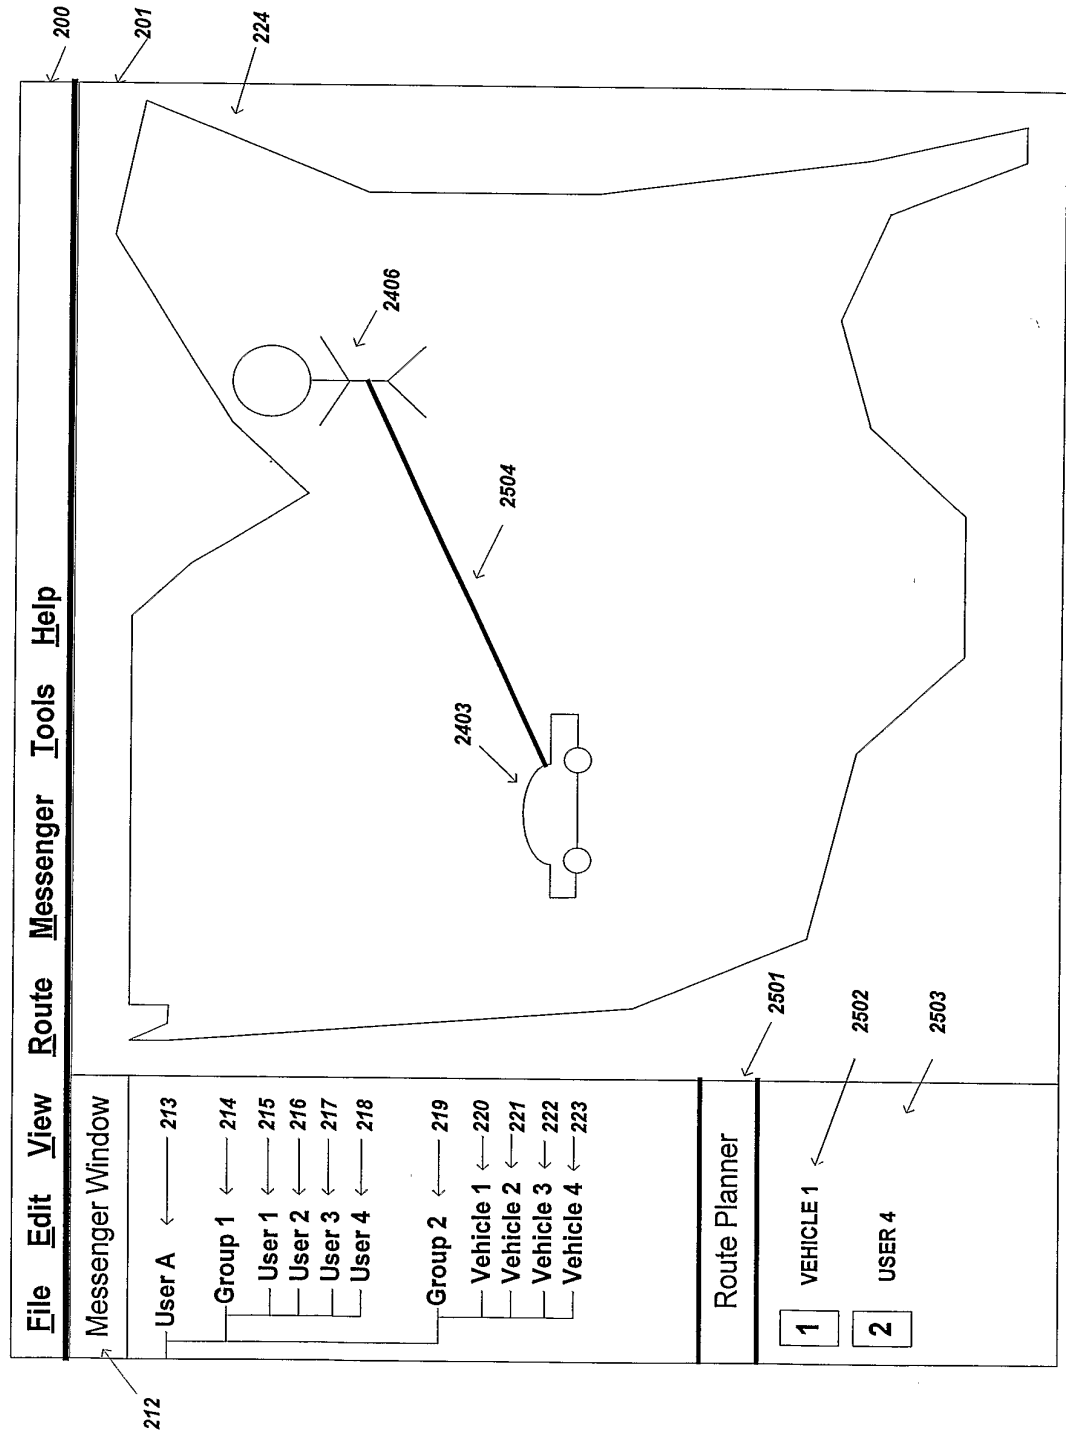 File Edit View Route Messenger Tools Help
200
201
224
Messenger Window
212
User A 213
Group 1 214
User 1 215
User 2 216
User 3 217
User 4 218
Group 2 219
Vehicle 1 220
Vehicle 2 221
Vehicle 3 222
Vehicle 4 223
2406
2504
2403
Route Planner
2501
1 VEHICLE 1
2502
2 USER 4
2503